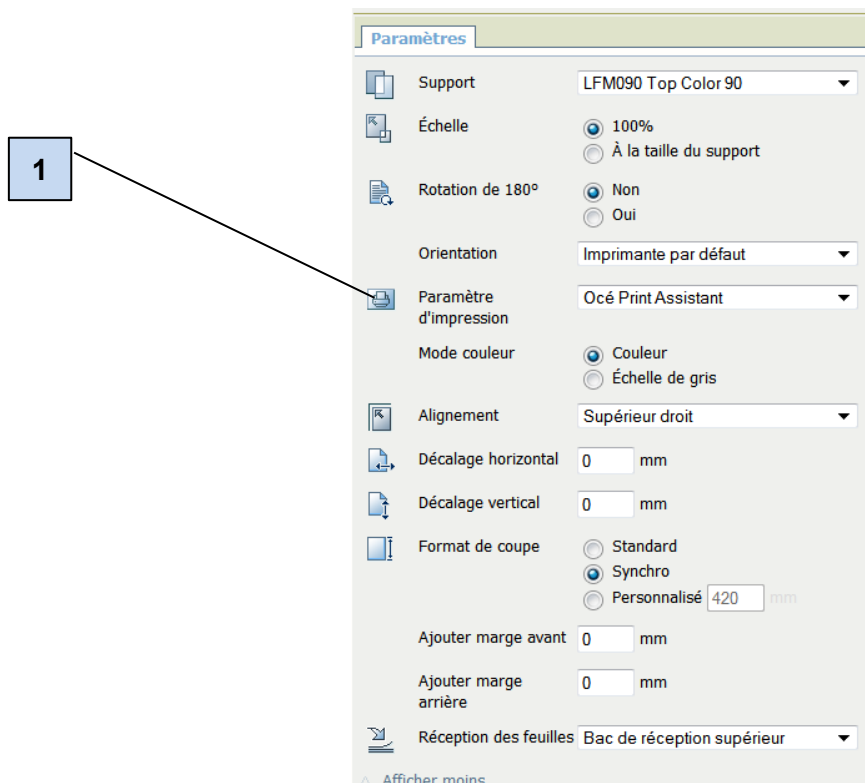 Paramètres
Support LFM090 Top Color 90
Échelle 100%
À la taille du support
1
Rotation de 180º Non
Oui
Orientation Imprimante par défaut
Paramètre
d'impression Océ Print Assistant
Mode couleur Couleur
Échelle de gris
Alignement Supérieur droit
Décalage horizontal 0 mm
Décalage vertical 0 mm
Format de coupe Standard
Synchro
Personnalisé 420 mm
Ajouter marge avant 0 mm
Ajouter marge
arrière 0 mm
Réception des feuilles Bac de réception supérieur
Afficher moins